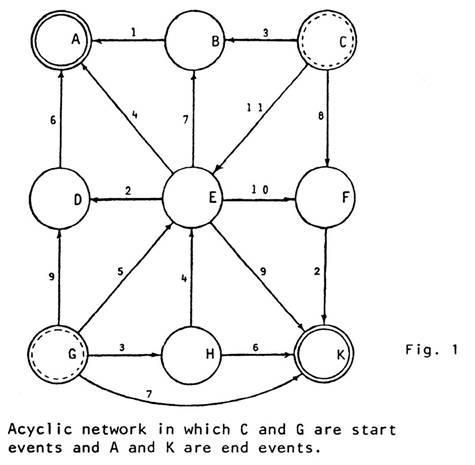 A 1 B 3 C
6 4 7 11 8
D 2 E 10 F
9 5 4 9 2
G 3 H 6 K
7
Fig. 1
Acyclic network in which C and G are start
events and A and K are end events.